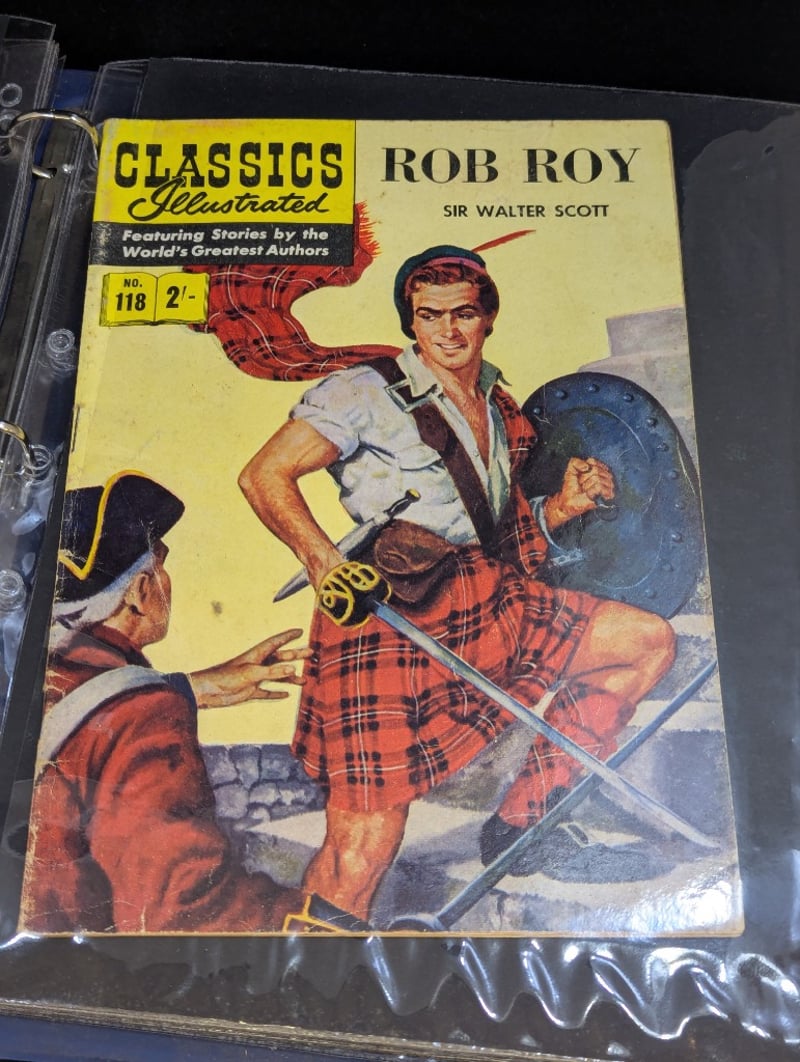 CLASSICS
Illustrated
Featuring Stories by the
World's Greatest Authors
NO.
118
2/-
ROB ROY
SIR WALTER SCOTT